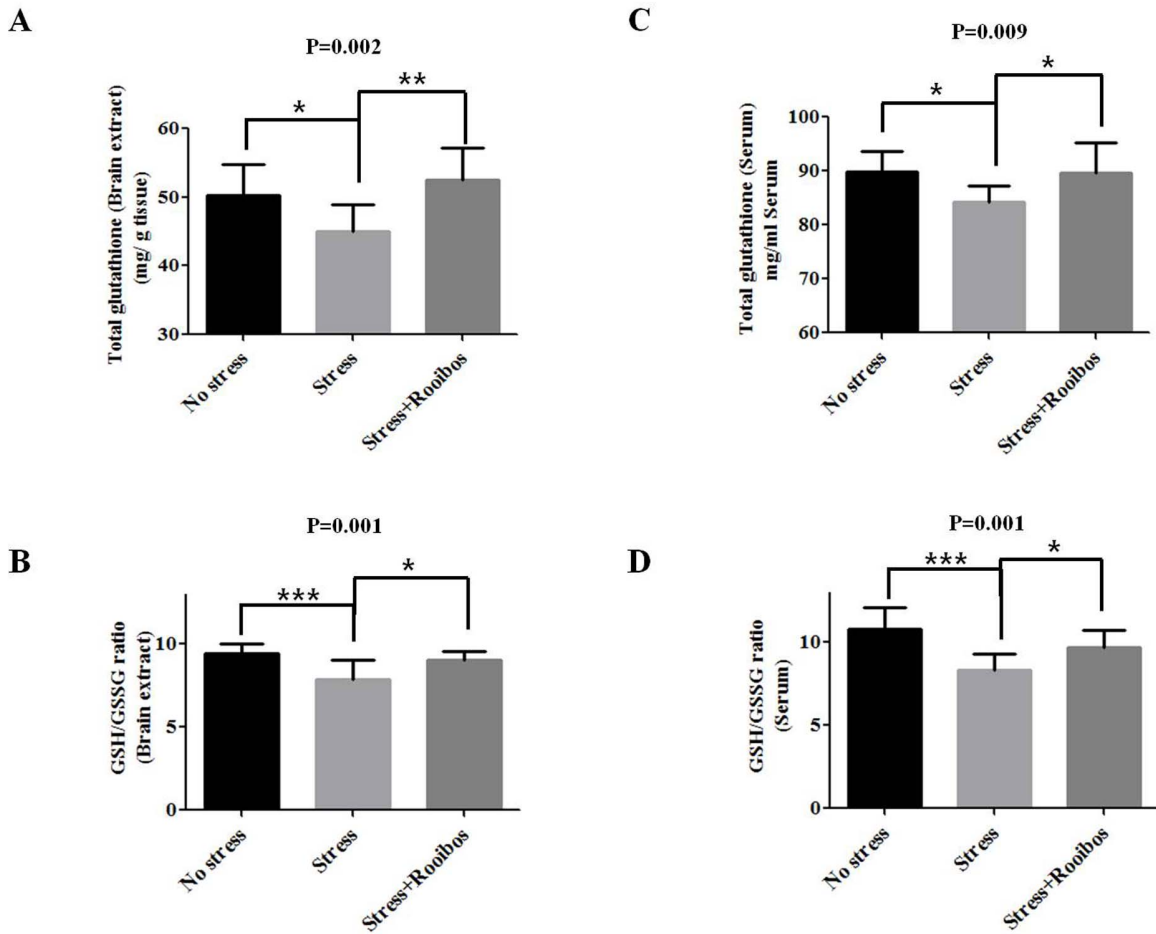 A
P=0.002
*
**
Total glutathione (Brain extract)
(mg/ g tissue)
60
50
40
30
No stress
Stress
Stress+Rooibos
C
P=0.009
*
*
Total glutathione (Serum)
mg/ml Serum
100
90
80
70
60
No stress
Stress
Stress+Rooibos
B
P=0.001
***
*
GSH/GSSG ratio
(Brain extract)
10
5
0
No stress
Stress
Stress+Rooibos
D
P=0.001
***
*
GSH/GSSG ratio
(Serum)
10
5
0
No stress
Stress
Stress+Rooibos